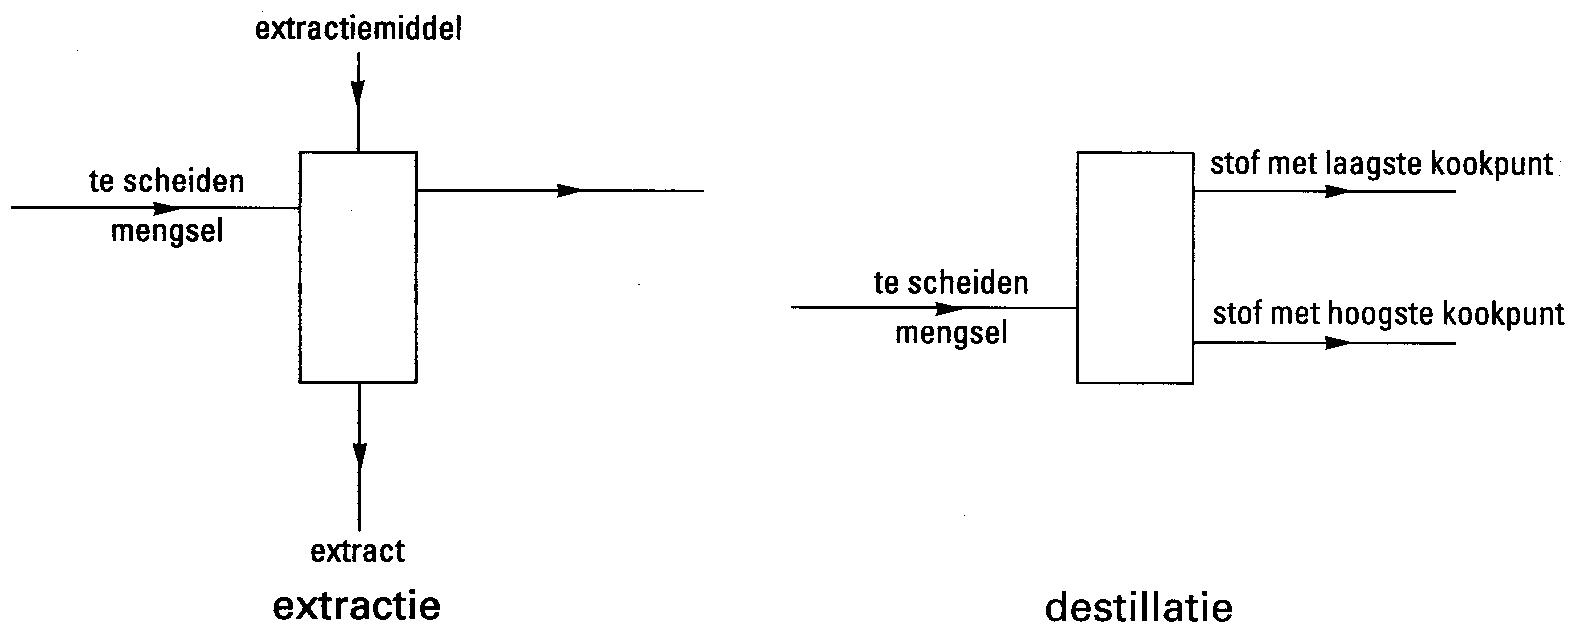 extractiemiddel
te scheiden
mengsel
extract
extractie
stof met laagste kookpunt
te scheiden
mengsel
stof met hoogste kookpunt
destillatie